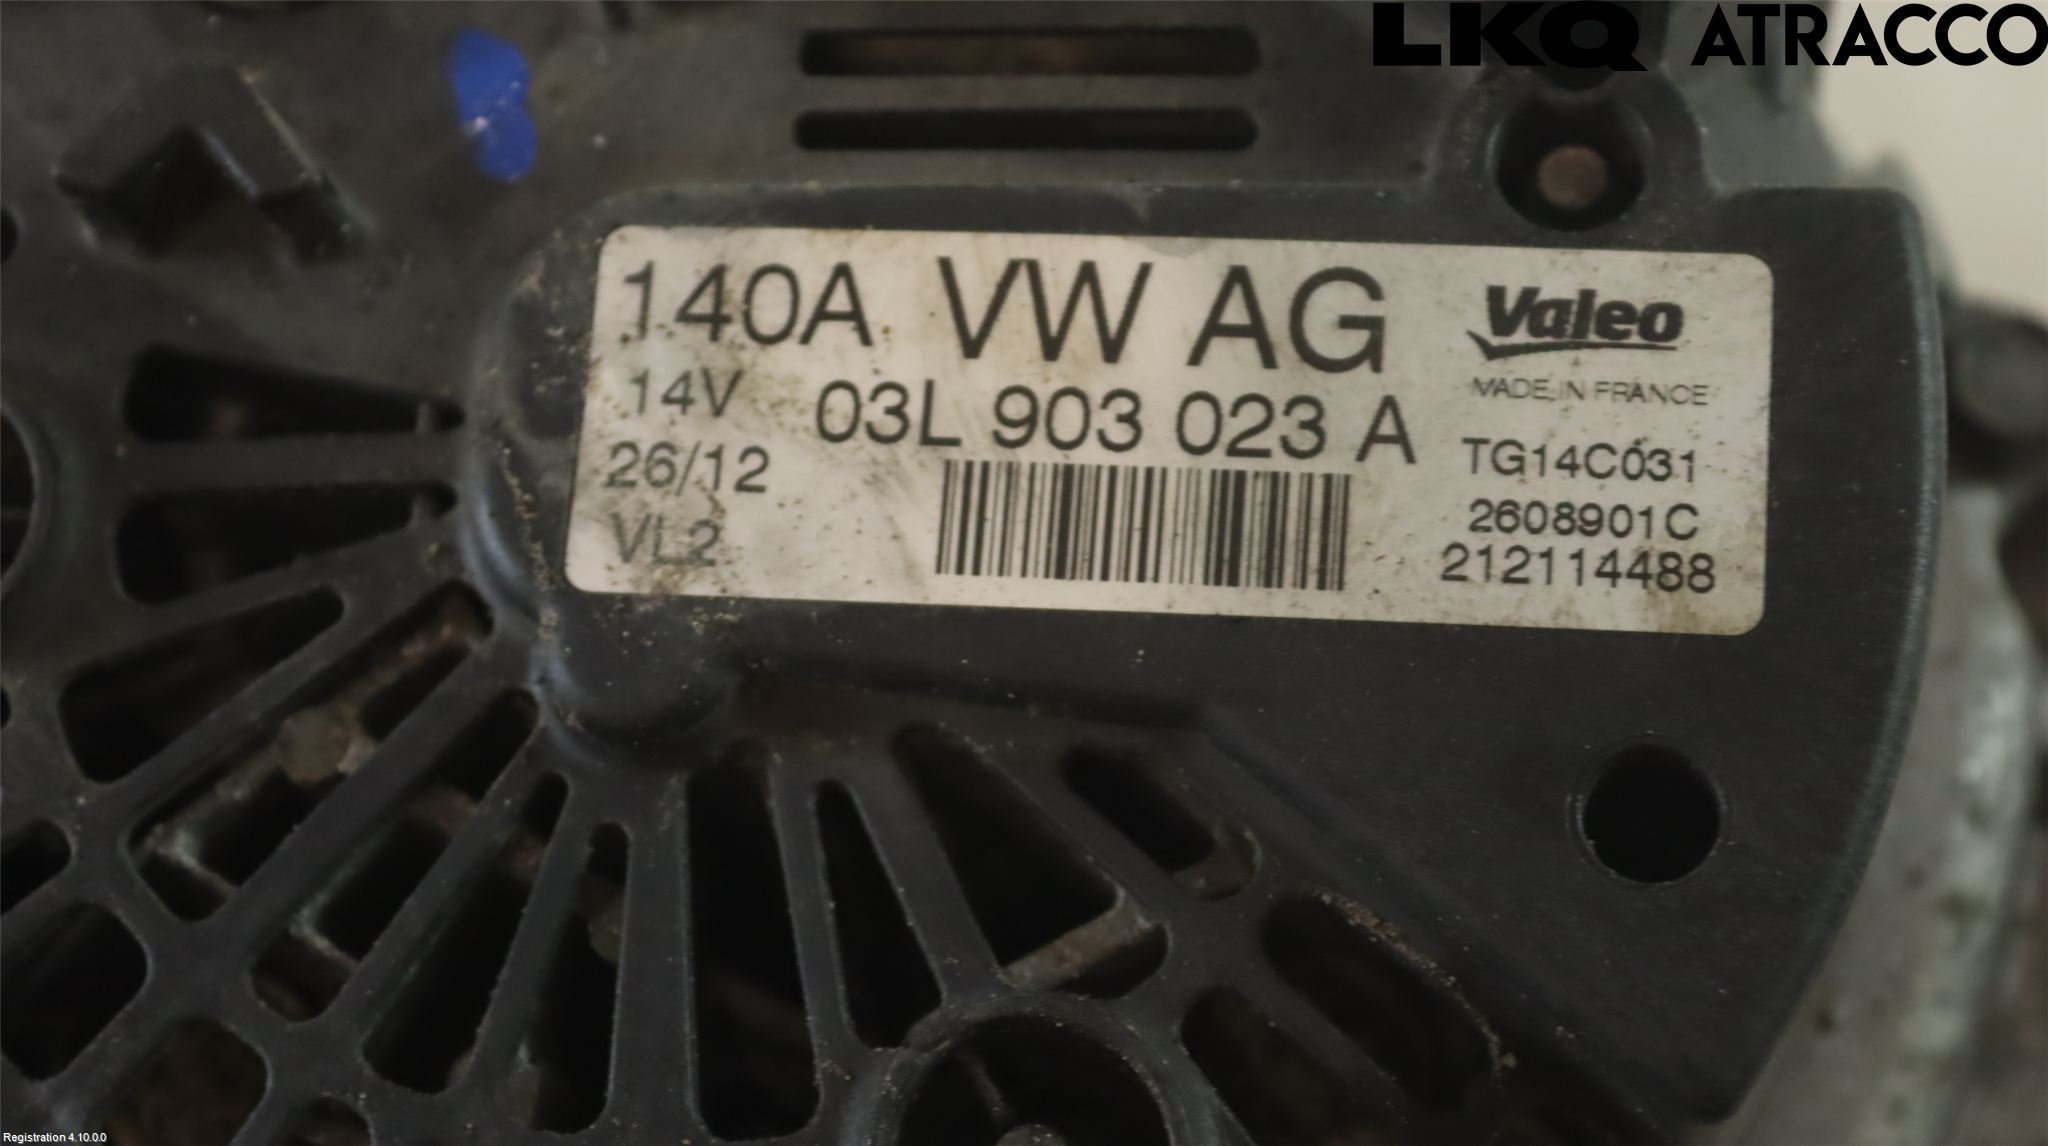 LKQ ATRACCO
140A VW AG
Valeo
MADE IN FRANCE
14V
03L 903 023 A
26/12
TG14C031
VL2
2608901C
212114488
Registration 4.10.0.0